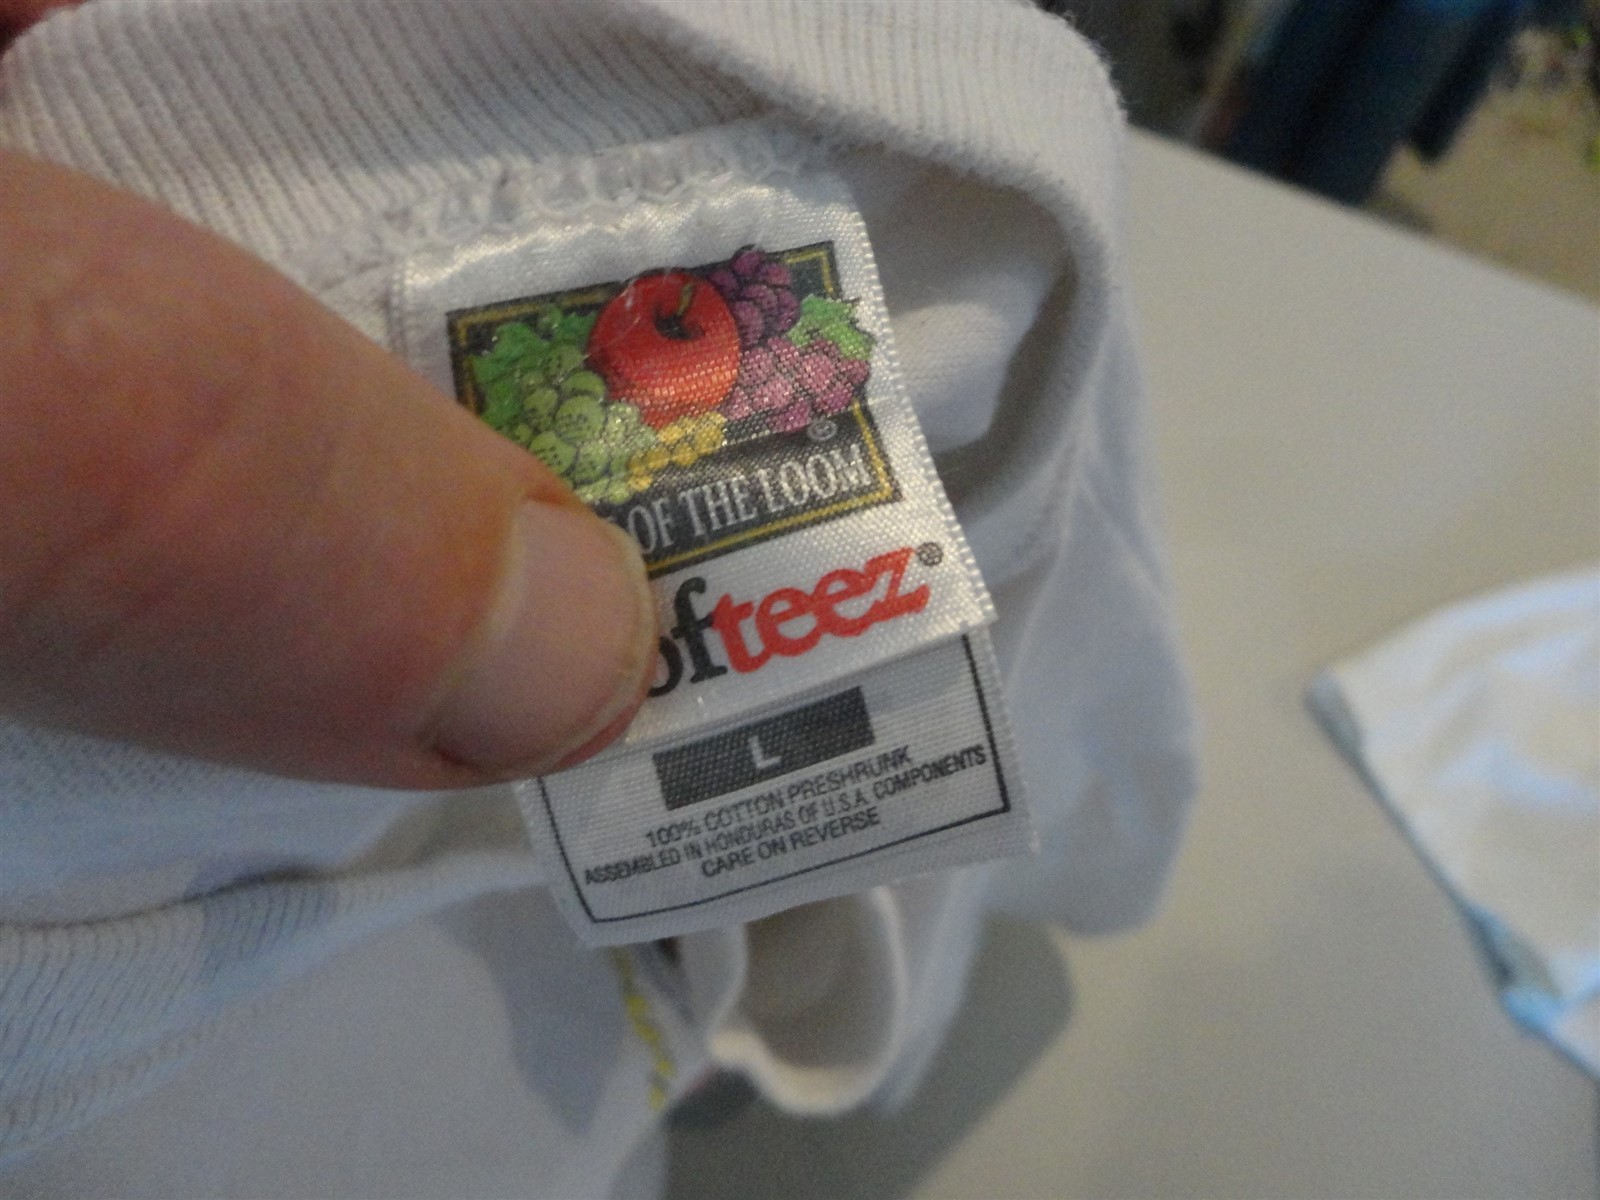 OF THE LOOM
ofteez®
L
100% COTTON PRESHRUNK
ASSEMBLED IN HONDURAS OF U.S.A. COMPONENTS
CARE ON REVERSE